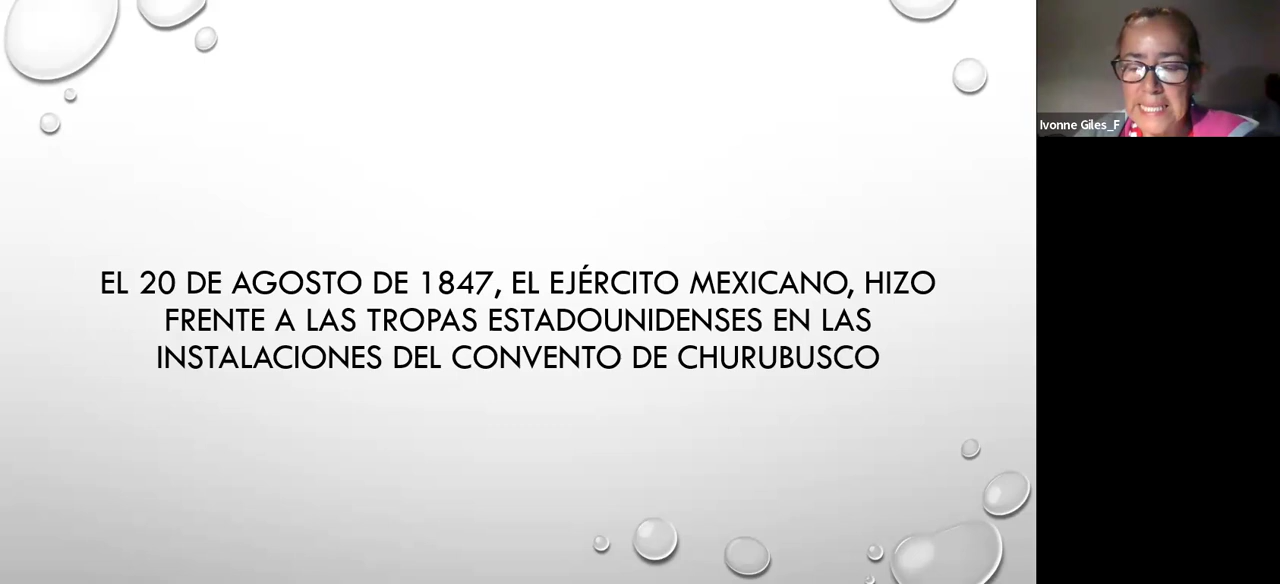 EL 20 DE AGOSTO DE 1847, EL EJÉRCITO MEXICANO, HIZO
FRENTE A LAS TROPAS ESTADOUNIDENSES EN LAS
INSTALACIONES DEL CONVENTO DE CHURUBUSCO
Ivonne Giles_F